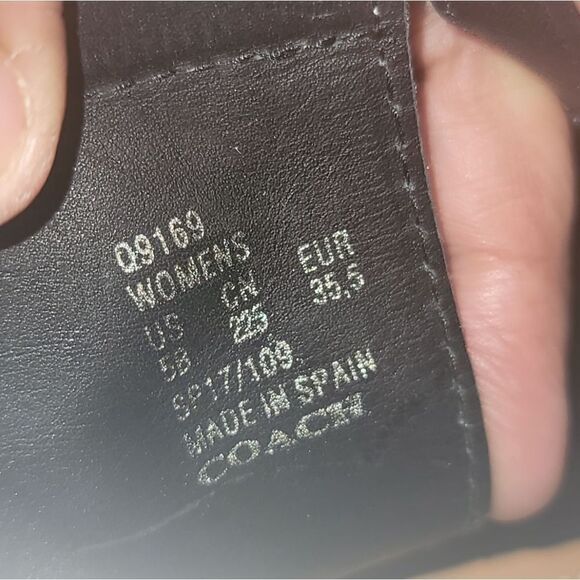 Q9169
WOMENS
US CN EUR
5B 225 35,5
SP17/109
MADE IN SPAIN
COACH